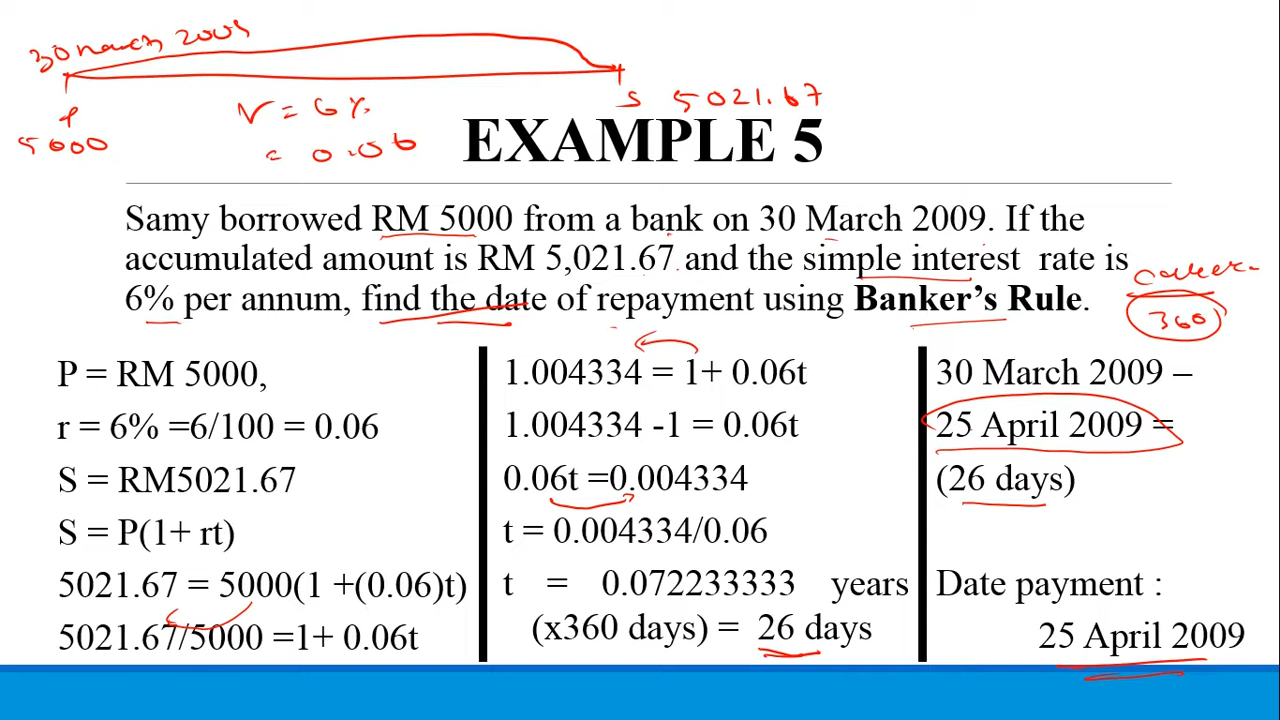 30 march 2009
P
5000
r = 6%
= 0.06
S 5021.67
EXAMPLE 5
Samy borrowed RM 5000 from a bank on 30 March 2009. If the
accumulated amount is RM 5,021.67 and the simple interest rate is
6% per annum, find the date of repayment using Banker's Rule.
360
P = RM 5000,
r = 6% =6/100 = 0.06
S = RM5021.67
S = P(1+ rt)
5021.67 = 5000(1 +(0.06)t)
5021.67/5000 =1+ 0.06t
1.004334 = 1+ 0.06t
1.004334 -1 = 0.06t
0.06t =0.004334
t = 0.004334/0.06
t = 0.072233333 years
(x360 days) = 26 days
30 March 2009 –
25 April 2009 =
(26 days)
Date payment :
25 April 2009